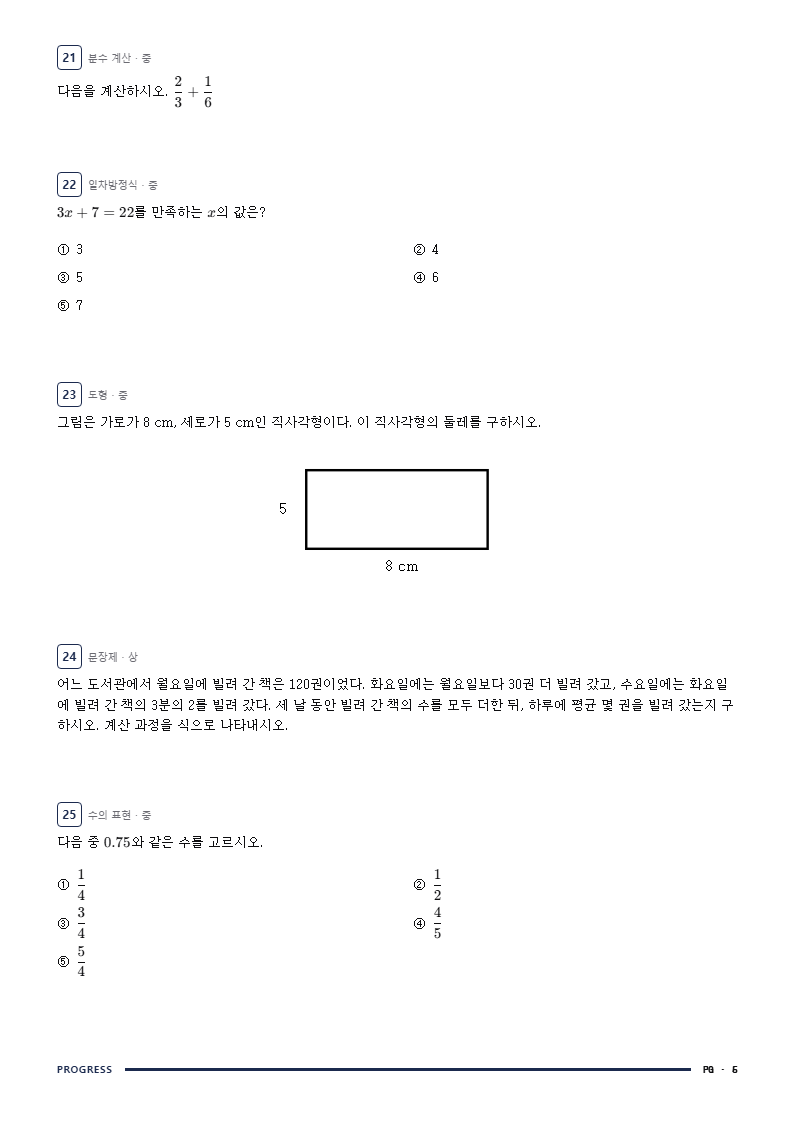 21 분수 계산 · 중
다음을 계산하시오. 2/3 + 1/6
22 일차방정식 · 중
3x + 7 = 22를 만족하는 x의 값은?
① 3 ② 4
③ 5 ④ 6
⑤ 7
23 도형 · 중
그림은 가로가 8 cm, 세로가 5 cm인 직사각형이다. 이 직사각형의 둘레를 구하시오.
5
8 cm
24 문장제 · 상
어느 도서관에서 월요일에 빌려 간 책은 120권이었다. 화요일에는 월요일보다 30권 더 빌려 갔고, 수요일에는 화요일
에 빌려 간 책의 3분의 2를 빌려 갔다. 세 날 동안 빌려 간 책의 수를 모두 더한 뒤, 하루에 평균 몇 권을 빌려 갔는지 구
하시오. 계산 과정을 식으로 나타내시오.
25 수의 표현 · 중
다음 중 0.75와 같은 수를 고르시오.
① 1/4 ② 1/2
③ 3/4 ④ 4/5
⑤ 5/4
PROGRESS